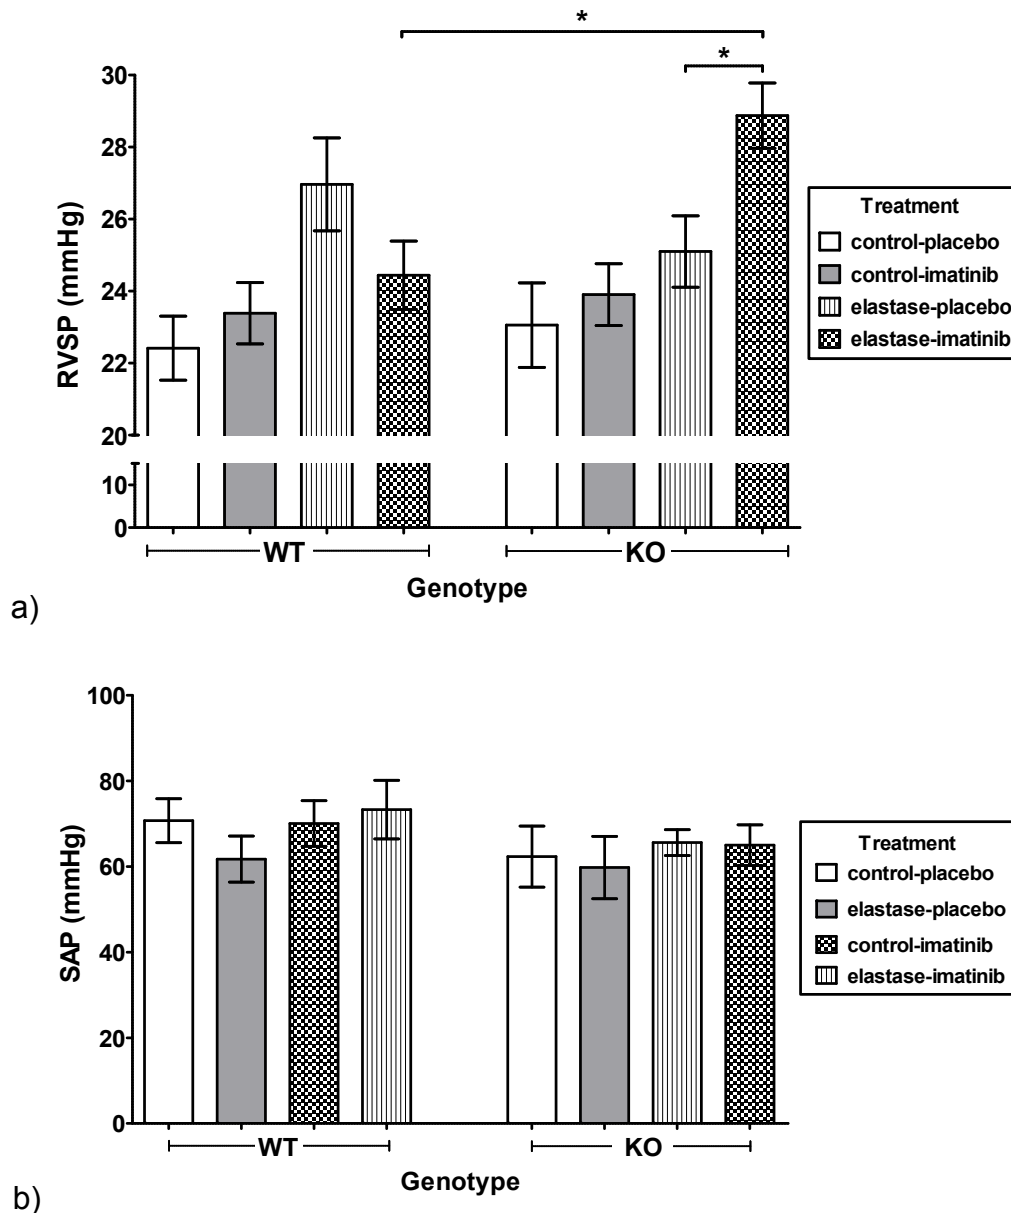 *
*
30
28
26
24
22
20
10
0
RVSP (mmHg)
WT
KO
Genotype
Treatment
control-placebo
control-imatinib
elastase-placebo
elastase-imatinib
a)
100
80
60
40
20
0
SAP (mmHg)
WT
KO
Genotype
Treatment
control-placebo
elastase-placebo
control-imatinib
elastase-imatinib
b)